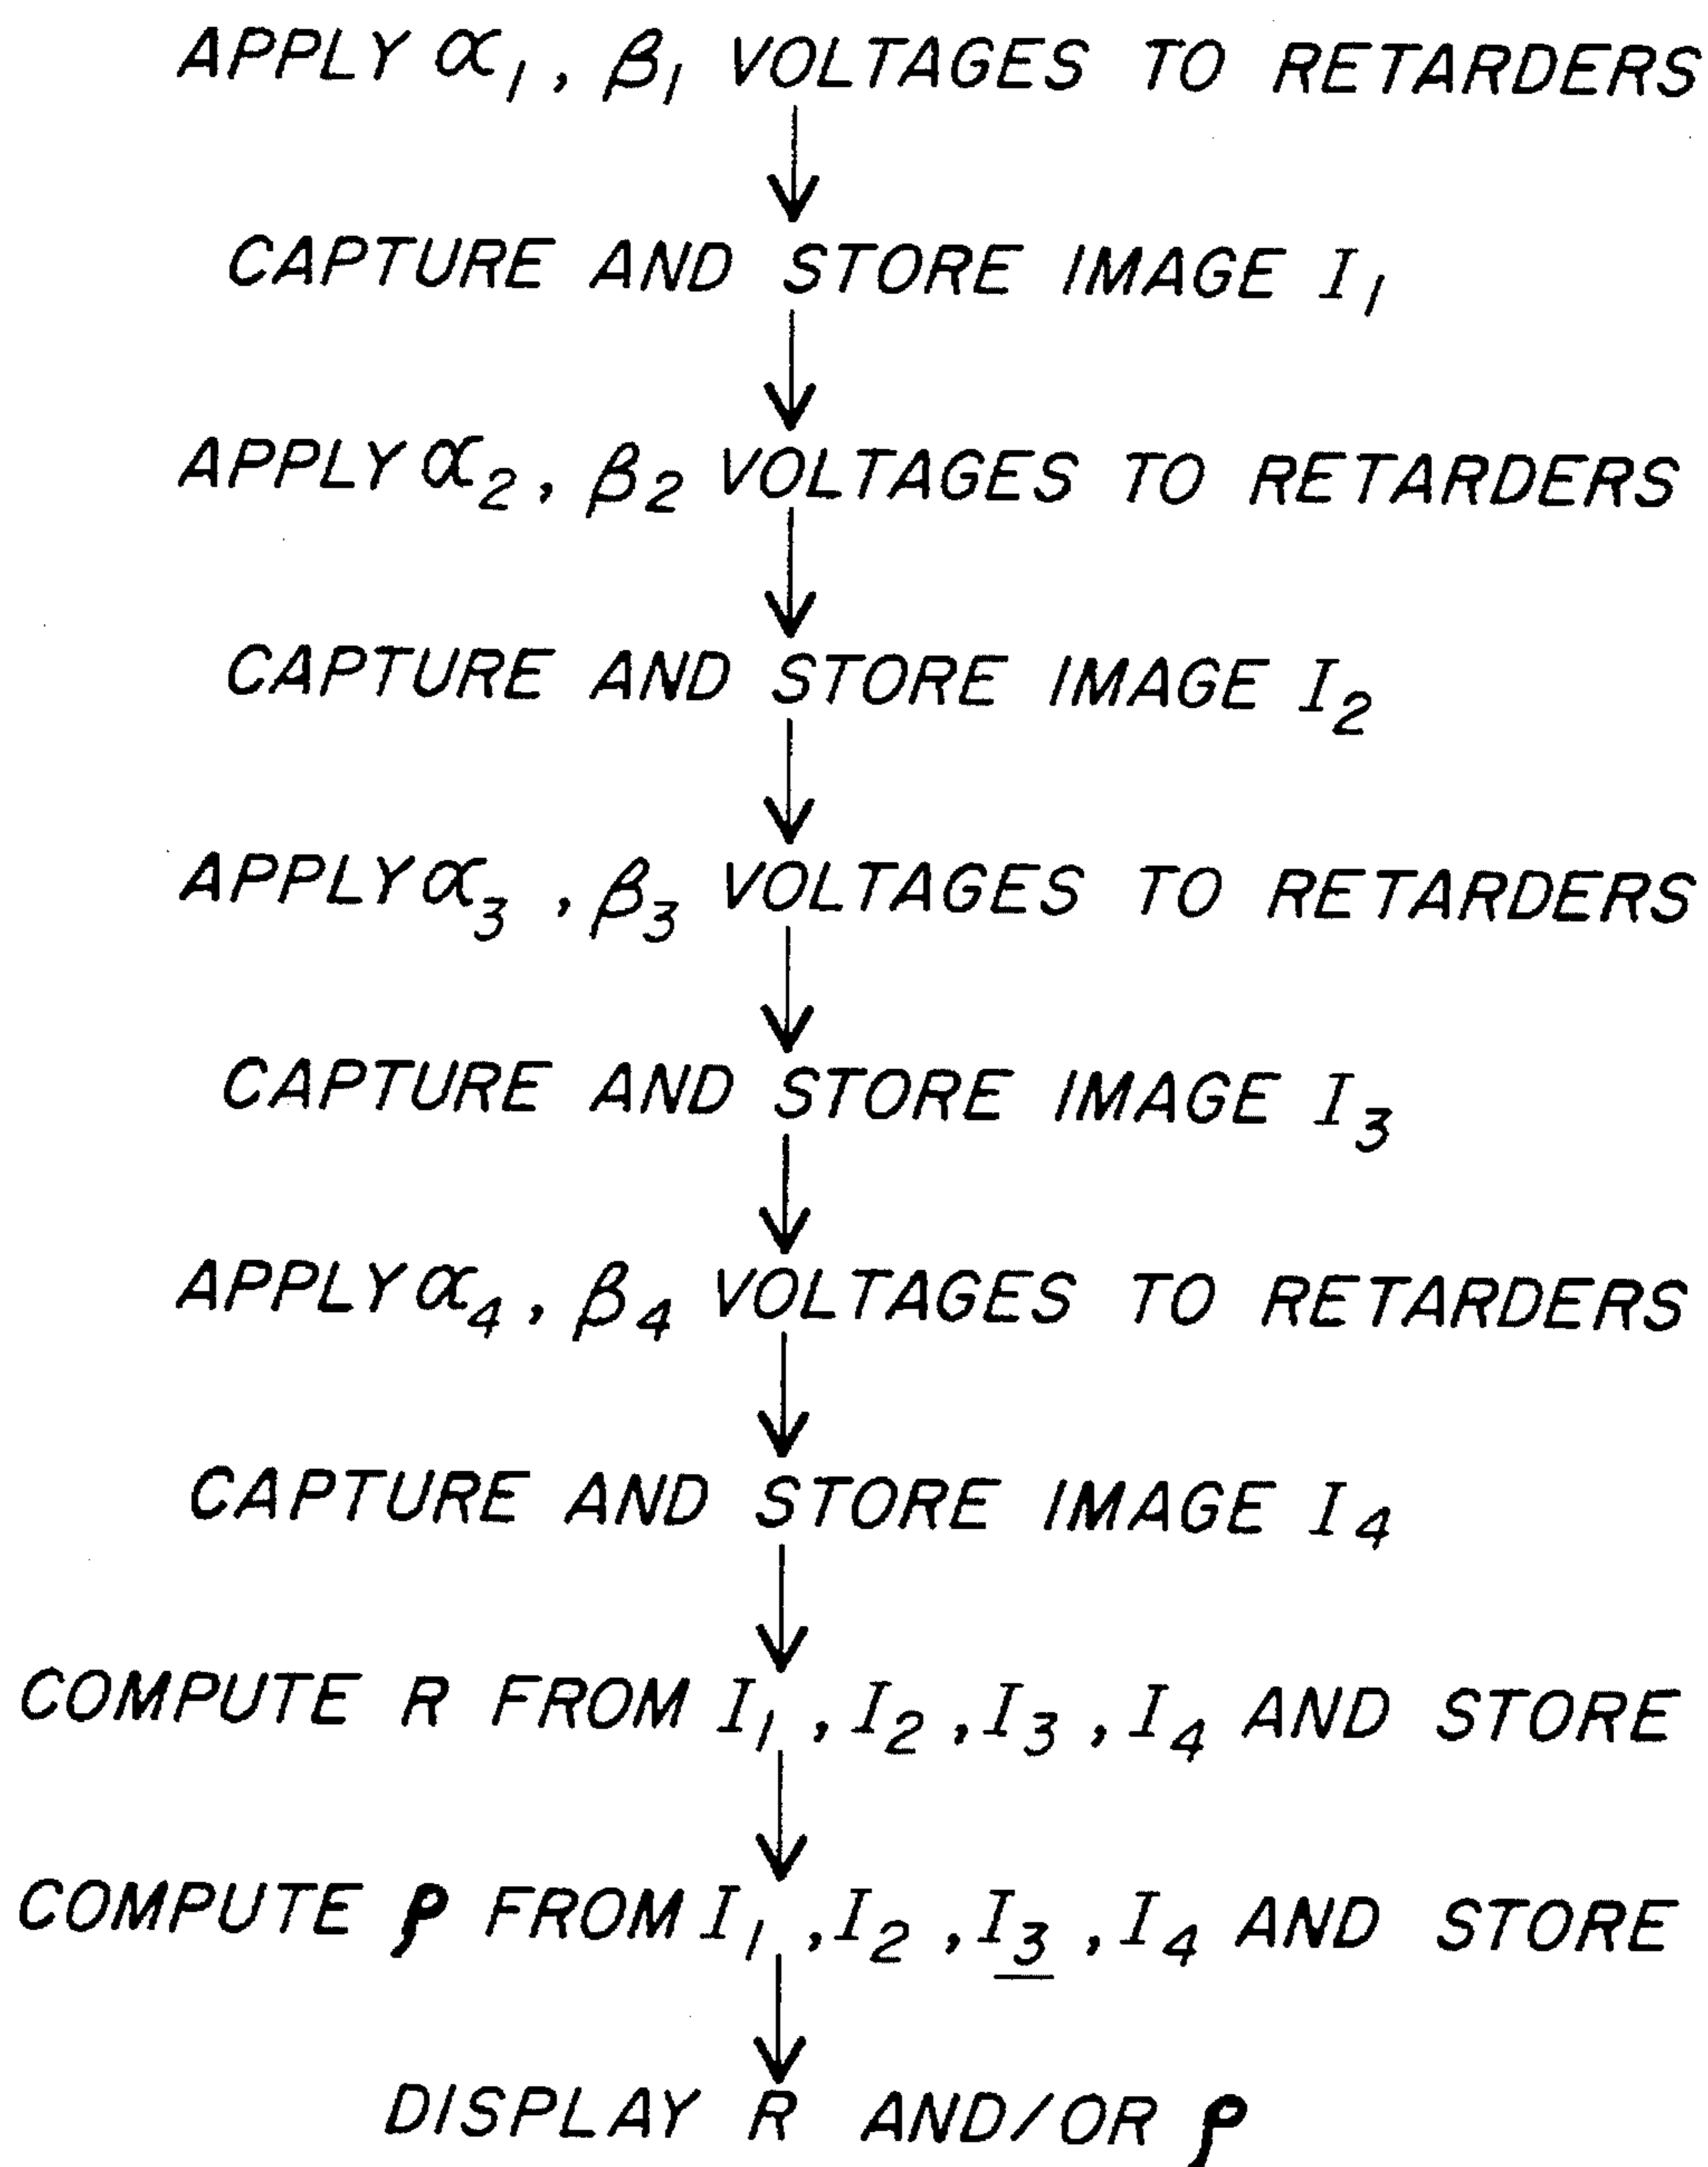 APPLY α₁, β₁ VOLTAGES TO RETARDERS
CAPTURE AND STORE IMAGE I₁
APPLY α₂, β₂ VOLTAGES TO RETARDERS
CAPTURE AND STORE IMAGE I₂
APPLY α₃, β₃ VOLTAGES TO RETARDERS
CAPTURE AND STORE IMAGE I₃
APPLY α₄, β₄ VOLTAGES TO RETARDERS
CAPTURE AND STORE IMAGE I₄
COMPUTE R FROM I₁, I₂, I₃, I₄ AND STORE
COMPUTE ρ FROM I₁, I₂, I₃, I₄ AND STORE
DISPLAY R AND/OR ρ